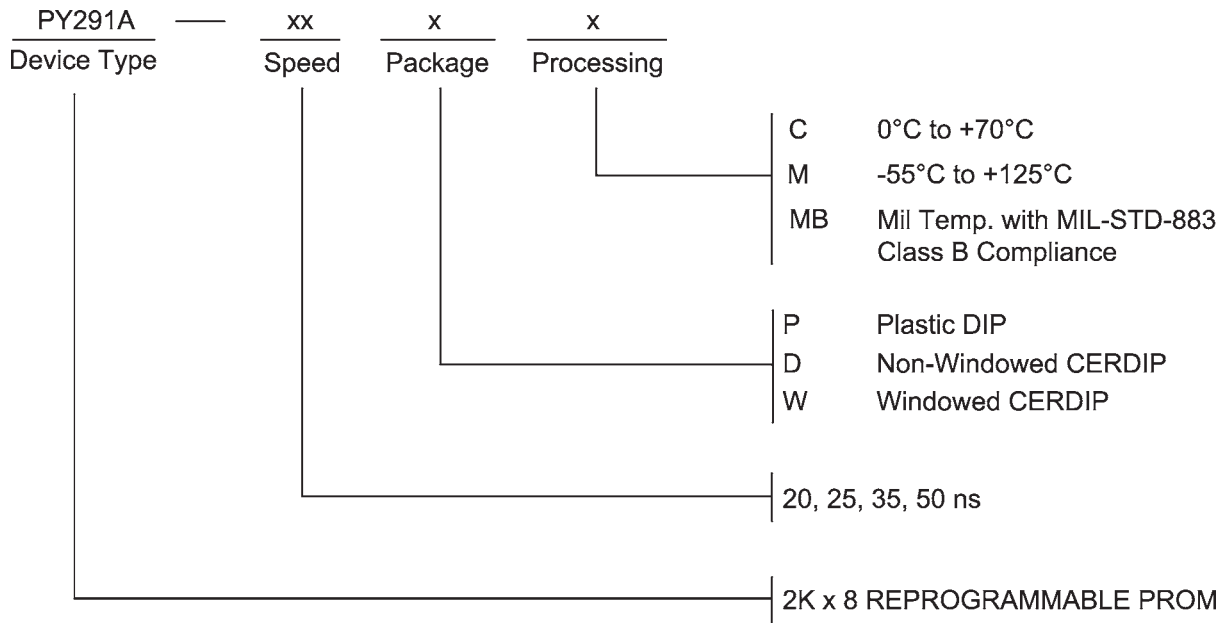 PY291A — xx x x
Device Type Speed Package Processing
C 0°C to +70°C
M -55°C to +125°C
MB Mil Temp. with MIL-STD-883
Class B Compliance
P Plastic DIP
D Non-Windowed CERDIP
W Windowed CERDIP
20, 25, 35, 50 ns
2K x 8 REPROGRAMMABLE PROM